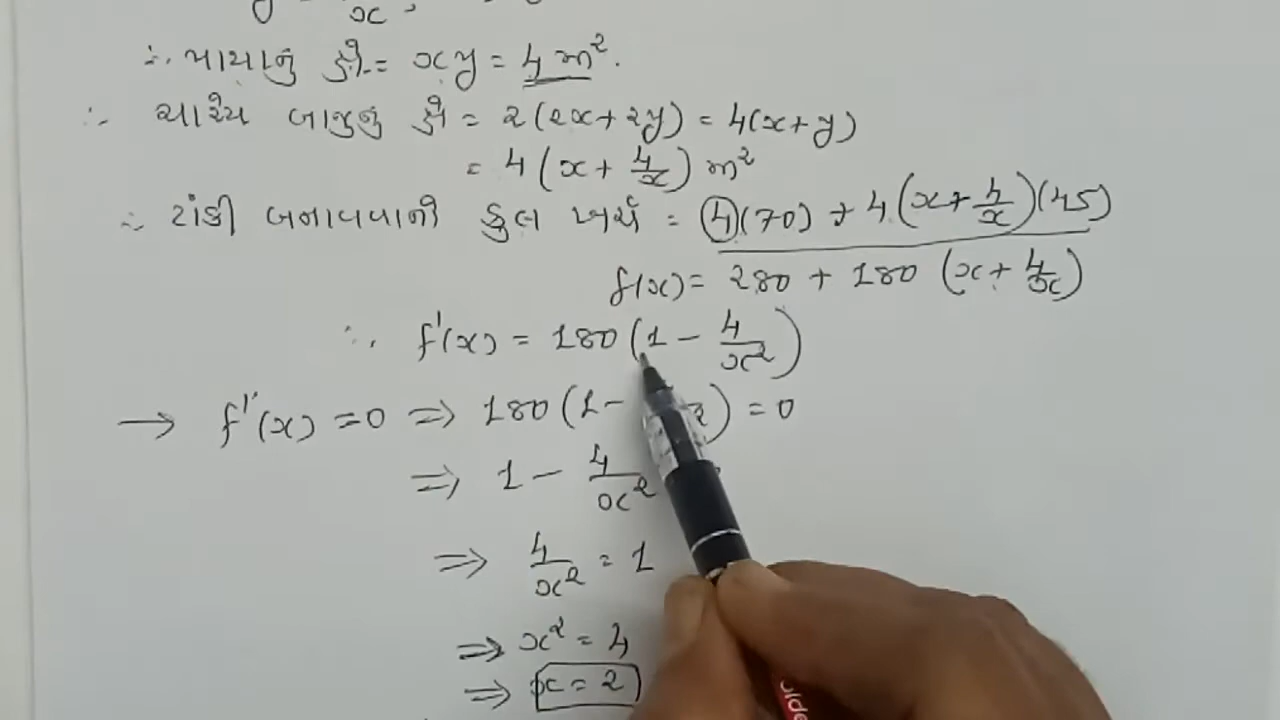 y = 4/x,
∴ પાયાનું ક્ષે. = xy = 4 m².
∴ ચારેય બાજુનું ક્ષે = 2(2x+2y) = 4(x+y)
= 4(x + 4/x) m²
∴ ટાંકી બનાવવાનો કુલ ખર્ચ = 4(70) + 4(x+4/x)(45)
f(x) = 280 + 180 (x + 4/x)
∴ f'(x) = 180(1 - 4/x²)
→ f'(x) = 0 ⇒ 180(1- ) = 0
⇒ 1 - 4/x²
⇒ 4/x² = 1
⇒ x² = 4
⇒ x = 2
olde